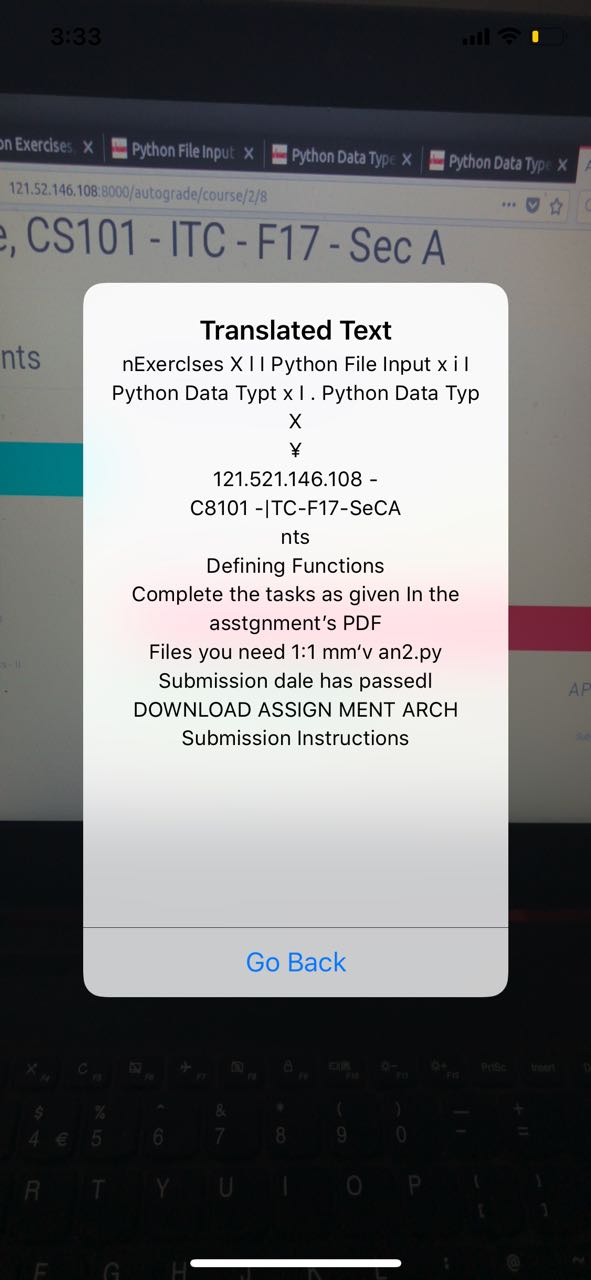 3:33
on Exercises X Python File Input X Python Data Type X Python Data Type X
121.52.146.108:8000/autograde/course/2/8
e, CS101 - ITC - F17 - Sec A
nts
Translated Text
nExerclses X l l Python File Input x i l
Python Data Typt x l . Python Data Typ
X
¥
121.521.146.108 -
C8101 -|TC-F17-SeCA
nts
Defining Functions
Complete the tasks as given In the
asstgnment’s PDF
Files you need 1:1 mm‘v an2.py
Submission dale has passedl
DOWNLOAD ASSIGN MENT ARCH
Submission Instructions
AP
Go Back
PrtSc Insert
$ % ^ & * ( ) — +
4 € 5 6 7 8 9 0 – =
R T Y U I O P
F G H J K L